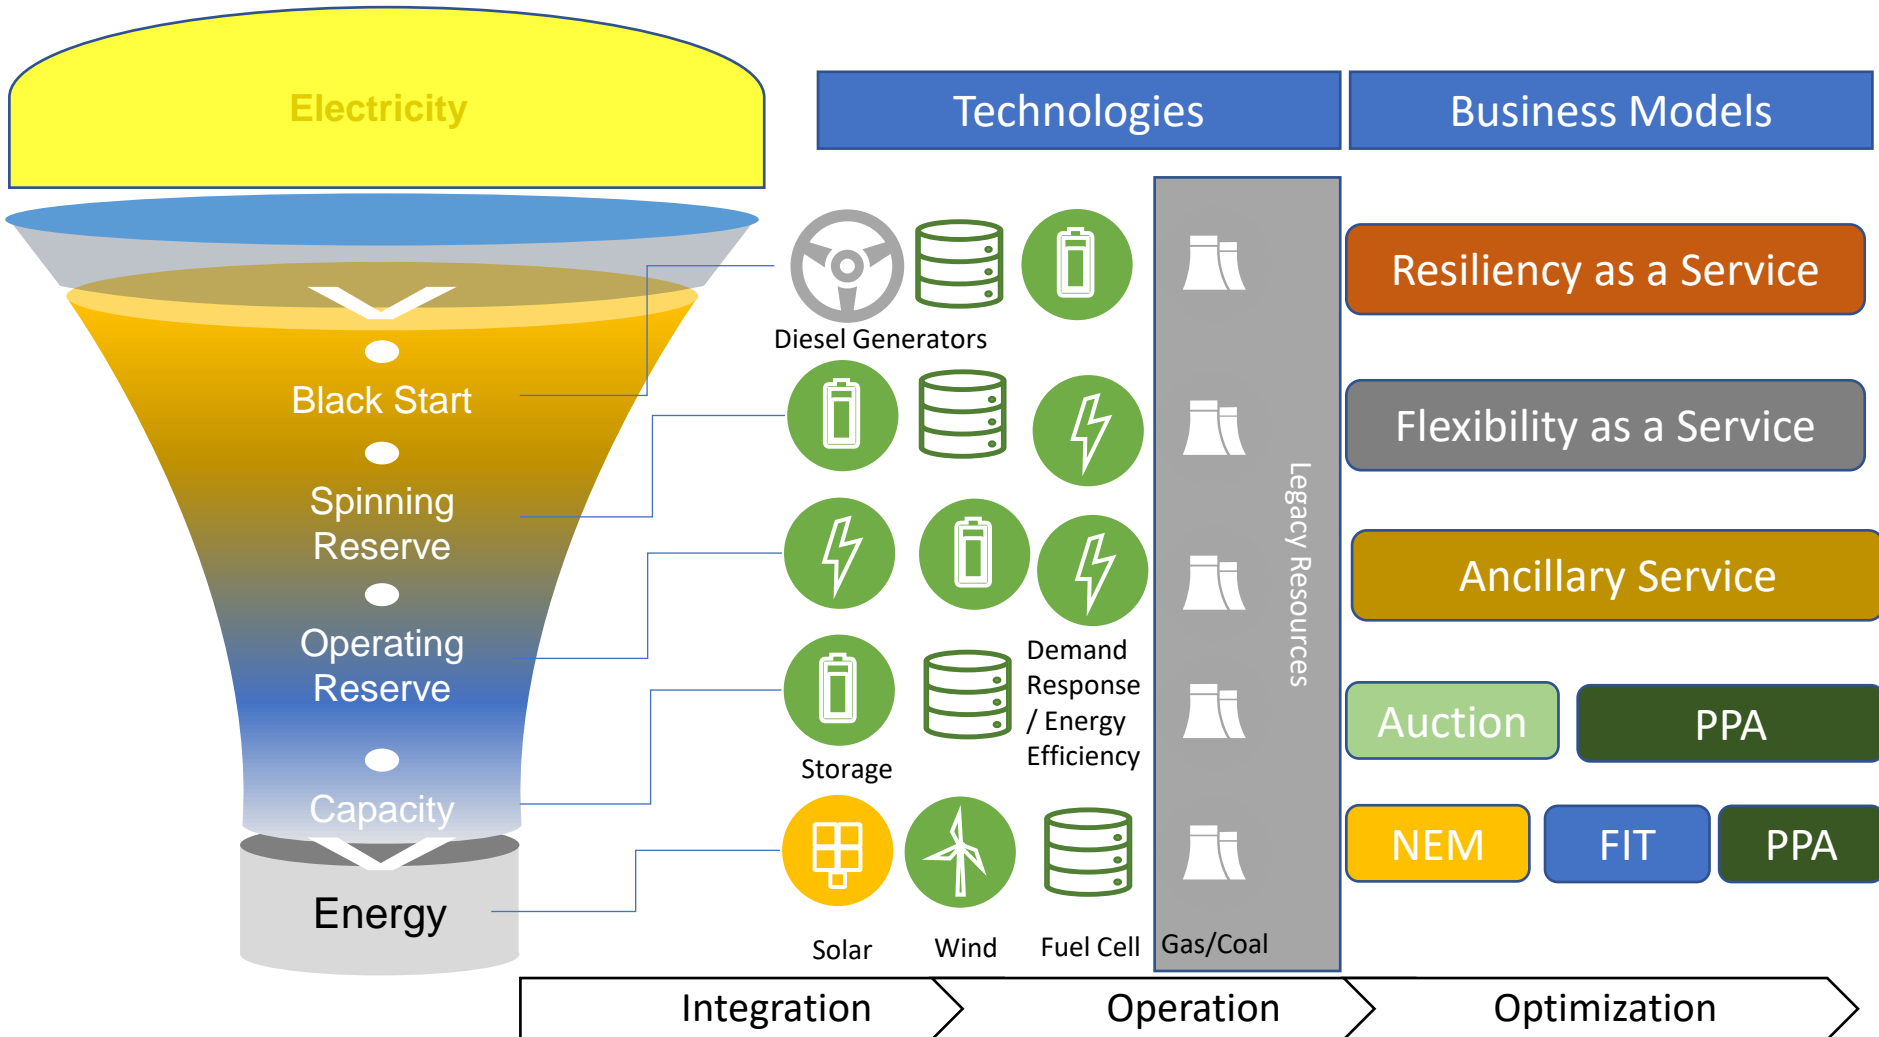 Electricity
Technologies
Business Models
Black Start
Spinning
Reserve
Operating
Reserve
Capacity
Energy
Diesel Generators
Storage
Demand
Response
/ Energy
Efficiency
Solar
Wind
Fuel Cell
Gas/Coal
Legacy Resources
Resiliency as a Service
Flexibility as a Service
Ancillary Service
Auction
PPA
NEM
FIT
PPA
Integration
Operation
Optimization